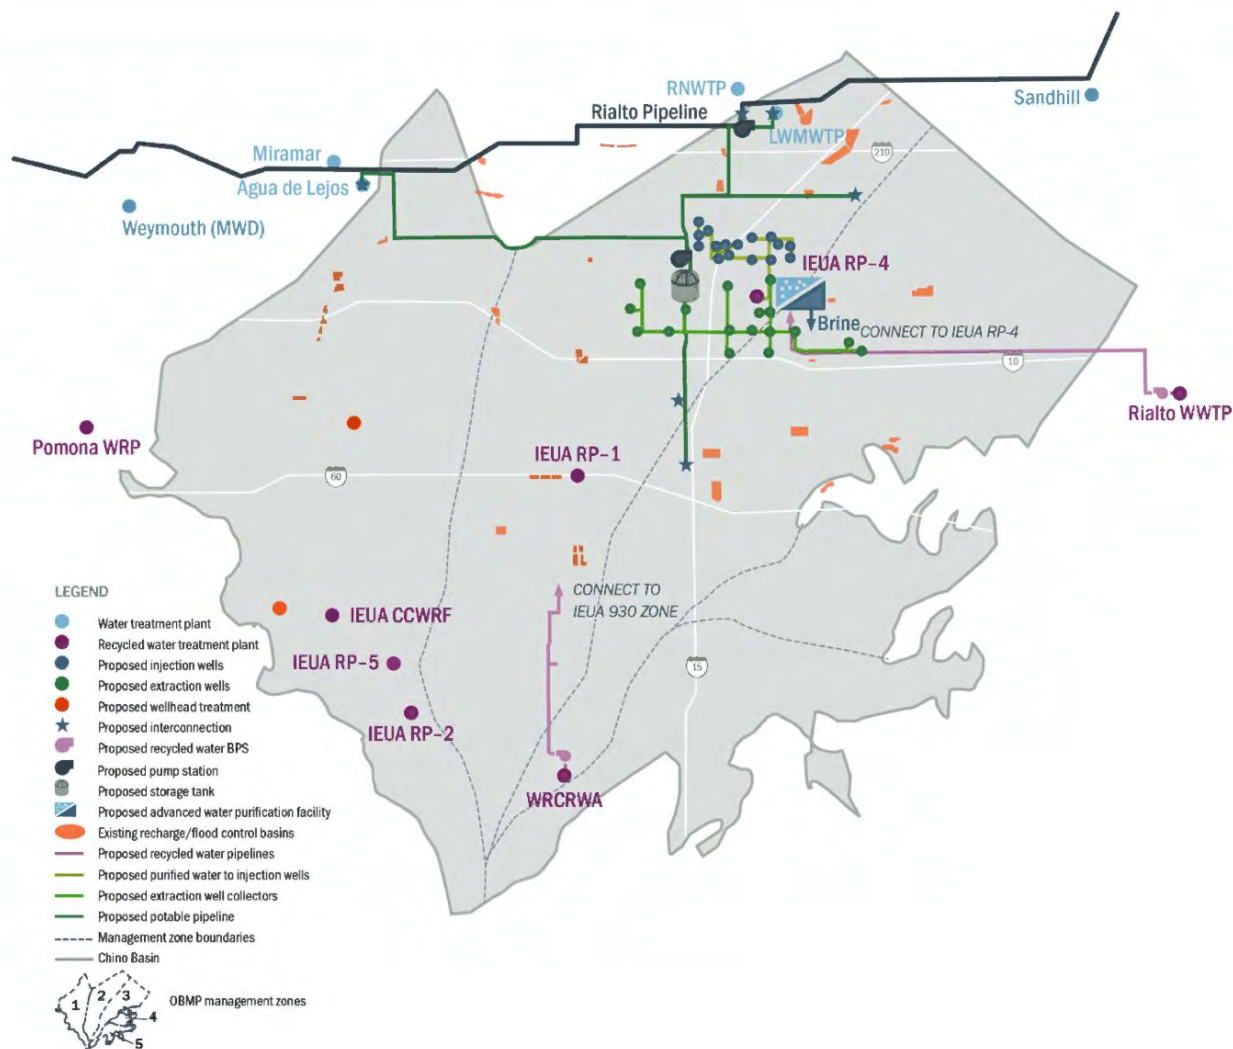 Sandhill
RNWTP
Rialto Pipeline
LWMWTP
210
Miramar
Agua de Lejos
Weymouth (MWD)
IEUA RP-4
Brine
CONNECT TO IEUA RP-4
10
Rialto WWTP
Pomona WRP
IEUA RP-1
60
CONNECT TO
IEUA 930 ZONE
IEUA CCWRF
IEUA RP-5
15
IEUA RP-2
WRCRWA
LEGEND
Water treatment plant
Recycled water treatment plant
Proposed injection wells
Proposed extraction wells
Proposed wellhead treatment
Proposed interconnection
Proposed recycled water BPS
Proposed pump station
Proposed storage tank
Proposed advanced water purification facility
Existing recharge/flood control basins
Proposed recycled water pipelines
Proposed purified water to injection wells
Proposed extraction well collectors
Proposed potable pipeline
Management zone boundaries
Chino Basin
1
2
3
4
5
OBMP management zones